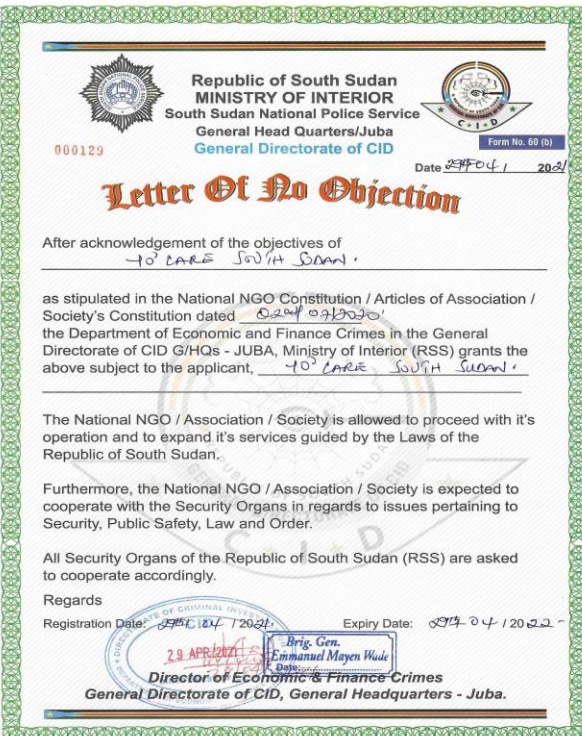 Republic of South Sudan
MINISTRY OF INTERIOR
South Sudan National Police Service
General Head Quarters/Juba
General Directorate of CID
C.I.D
Form No. 60 (b)
000129
Date 29th 04 / 2021
Letter Of No Objection
After acknowledgement of the objectives of
CARE SOUTH SUDAN.
as stipulated in the National NGO Constitution / Articles of Association /
Society's Constitution dated 02nd 07/2020
the Department of Economic and Finance Crimes in the General
Directorate of CID G/HQs - JUBA, Ministry of Interior (RSS) grants the
above subject to the applicant, CARE SOUTH SUDAN.
The National NGO / Association / Society is allowed to proceed with it's
operation and to expand it's services guided by the Laws of the
Republic of South Sudan.
Furthermore, the National NGO / Association / Society is expected to
cooperate with the Security Organs in regards to issues pertaining to
Security, Public Safety, Law and Order.
C.I.D
All Security Organs of the Republic of South Sudan (RSS) are asked
to cooperate accordingly.
Regards
Registration Date: 29th 04 / 2021. Expiry Date: 29th 04 / 2022-
29 APR 2021
Brig. Gen.
Emmanuel Mayen Wade
Date:
Director of Economic & Finance Crimes
General Directorate of CID, General Headquarters - Juba.